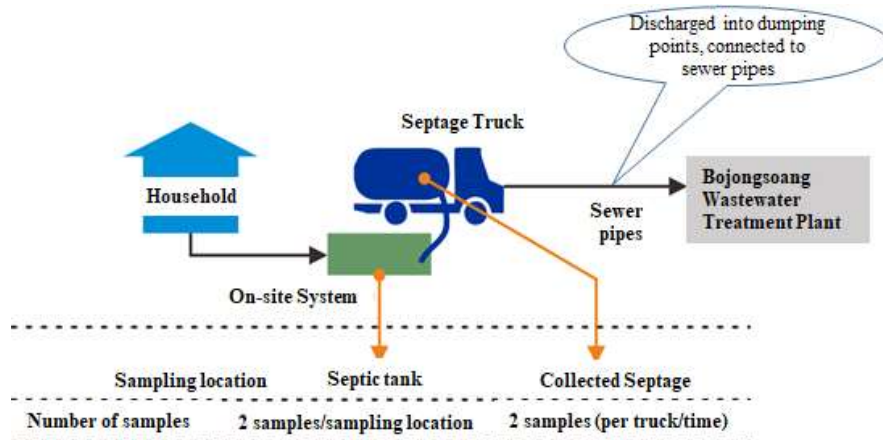 Discharged into dumping
points, connected to
sewer pipes
Septage Truck
Household
Bojongsoang
Wastewater
Treatment Plant
Sewer
pipes
On-site System
Sampling location Septic tank Collected Septage
Number of samples 2 samples/sampling location 2 samples (per truck/time)